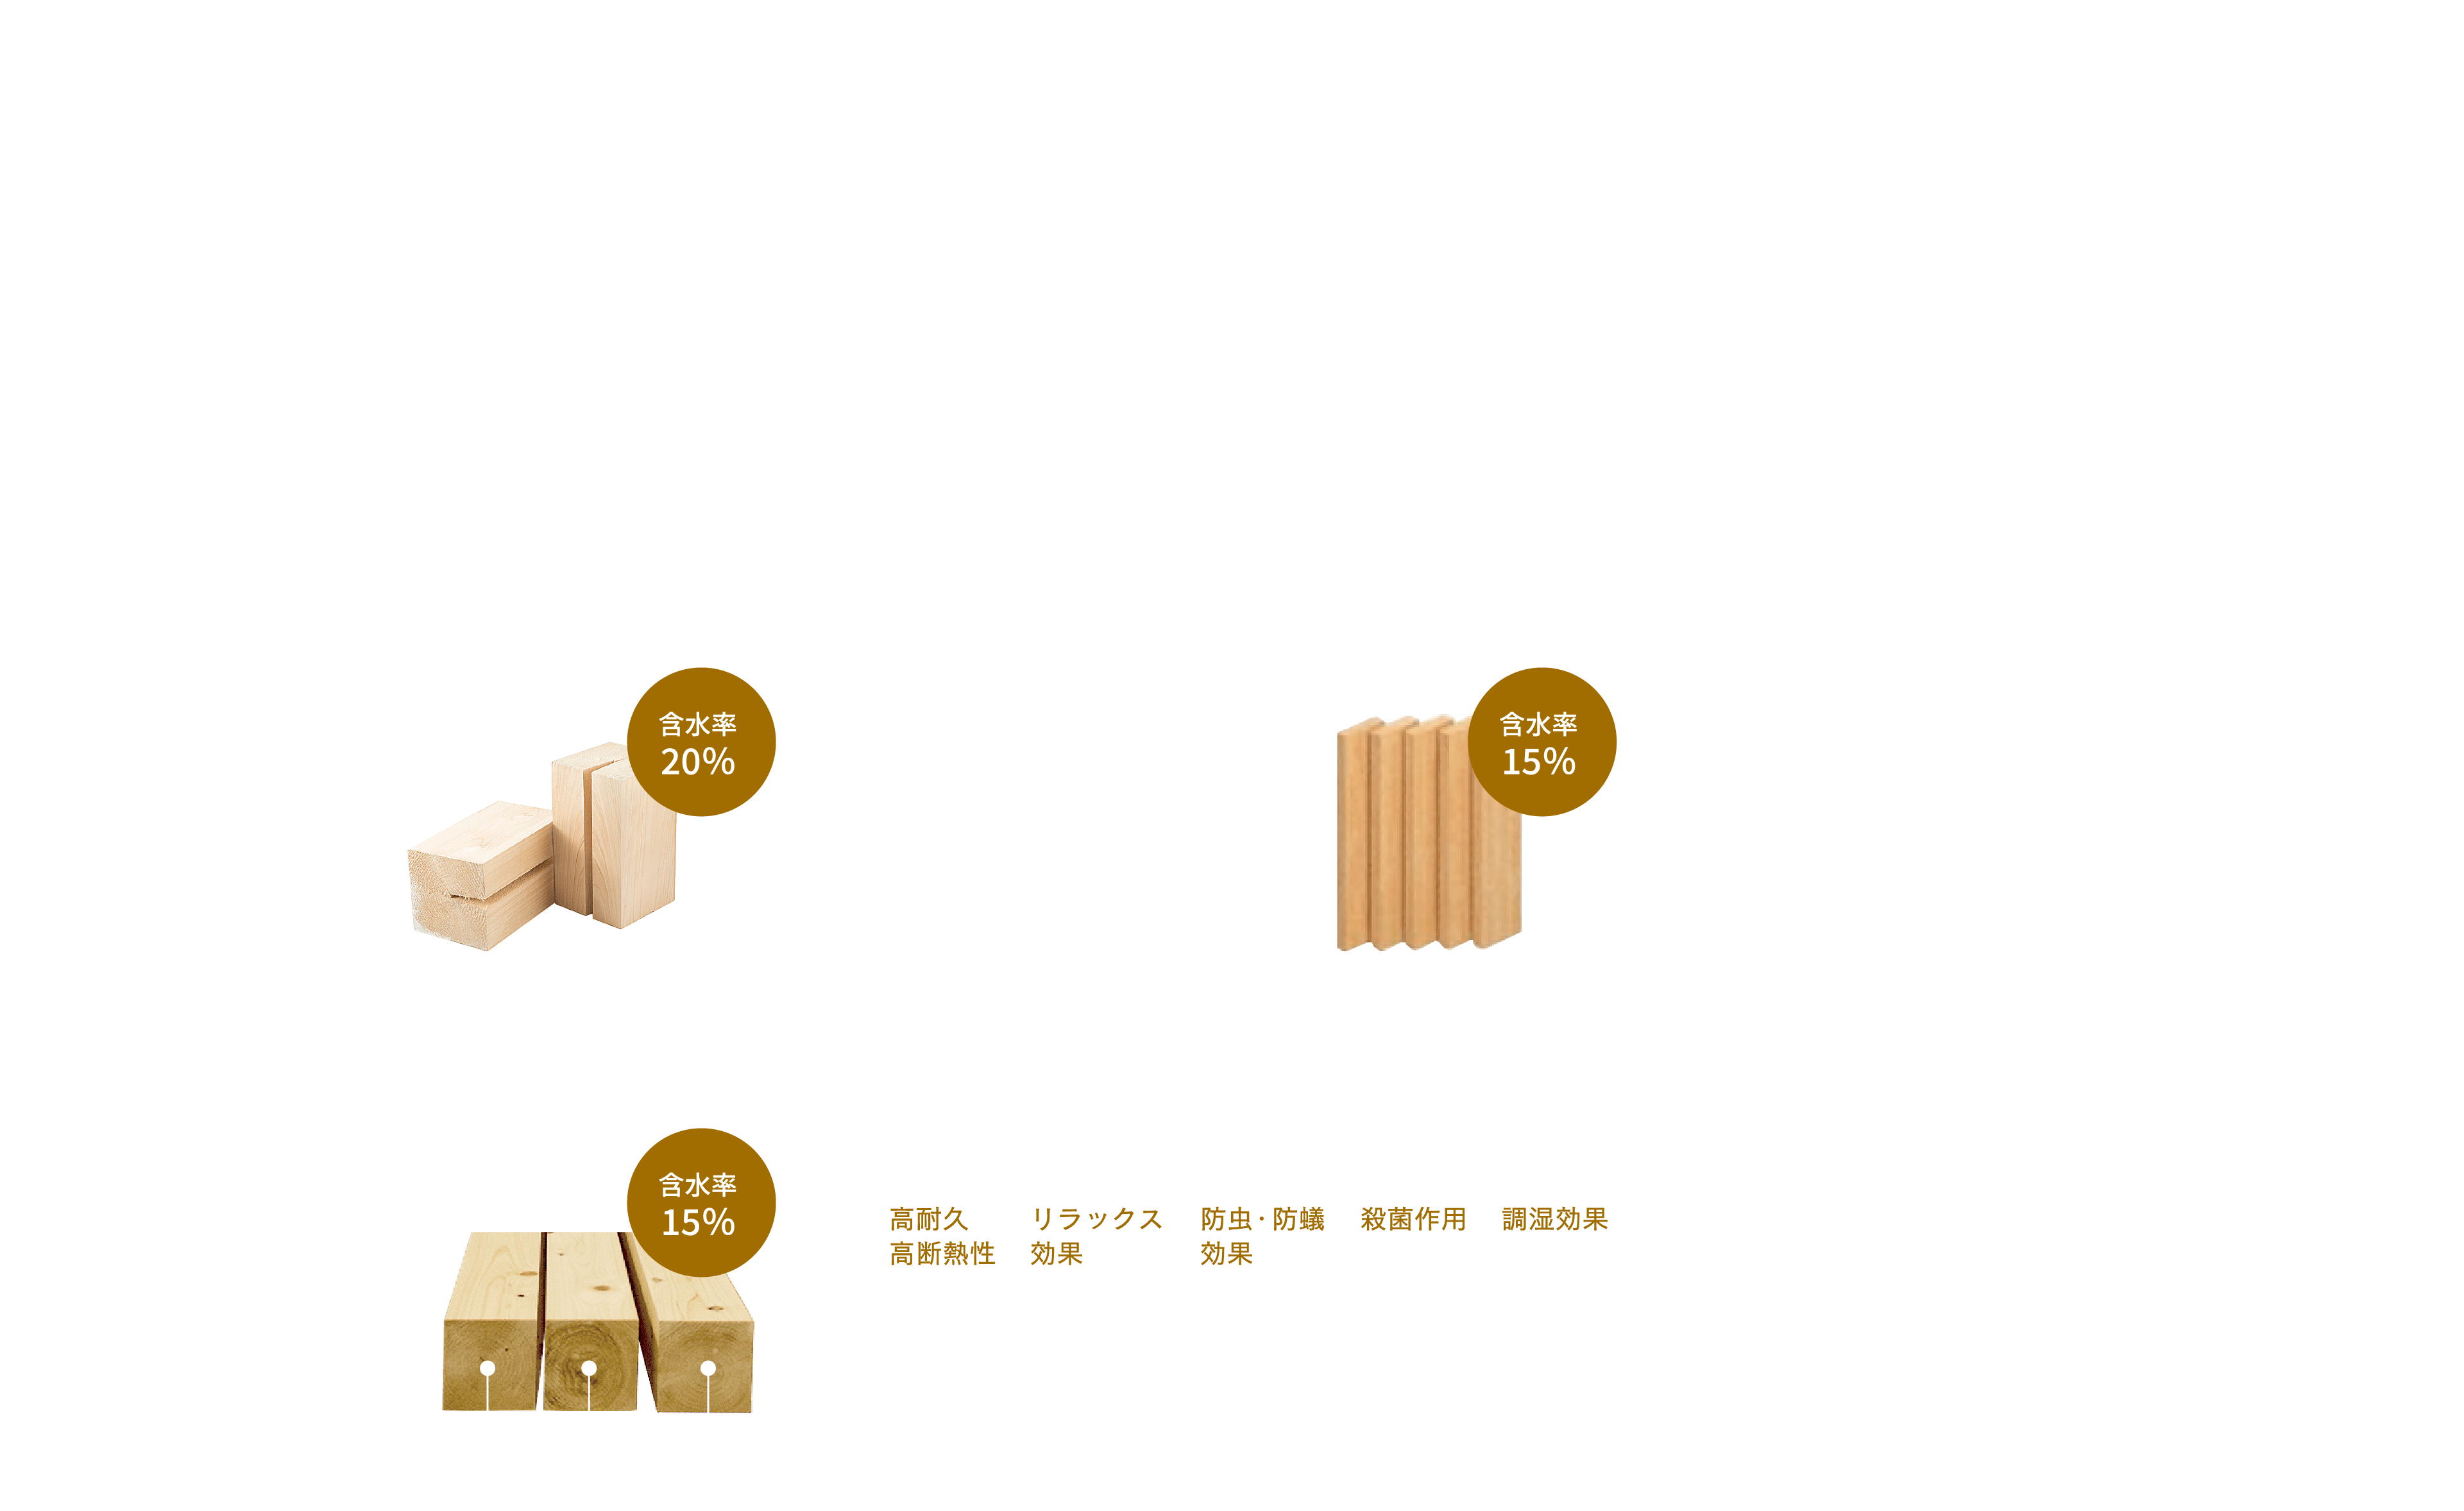 含水率
20%
含水率
15%
含水率
15%
高耐久
高断熱性
リラックス
効果
防虫·防蟻
効果
殺菌作用
調湿効果